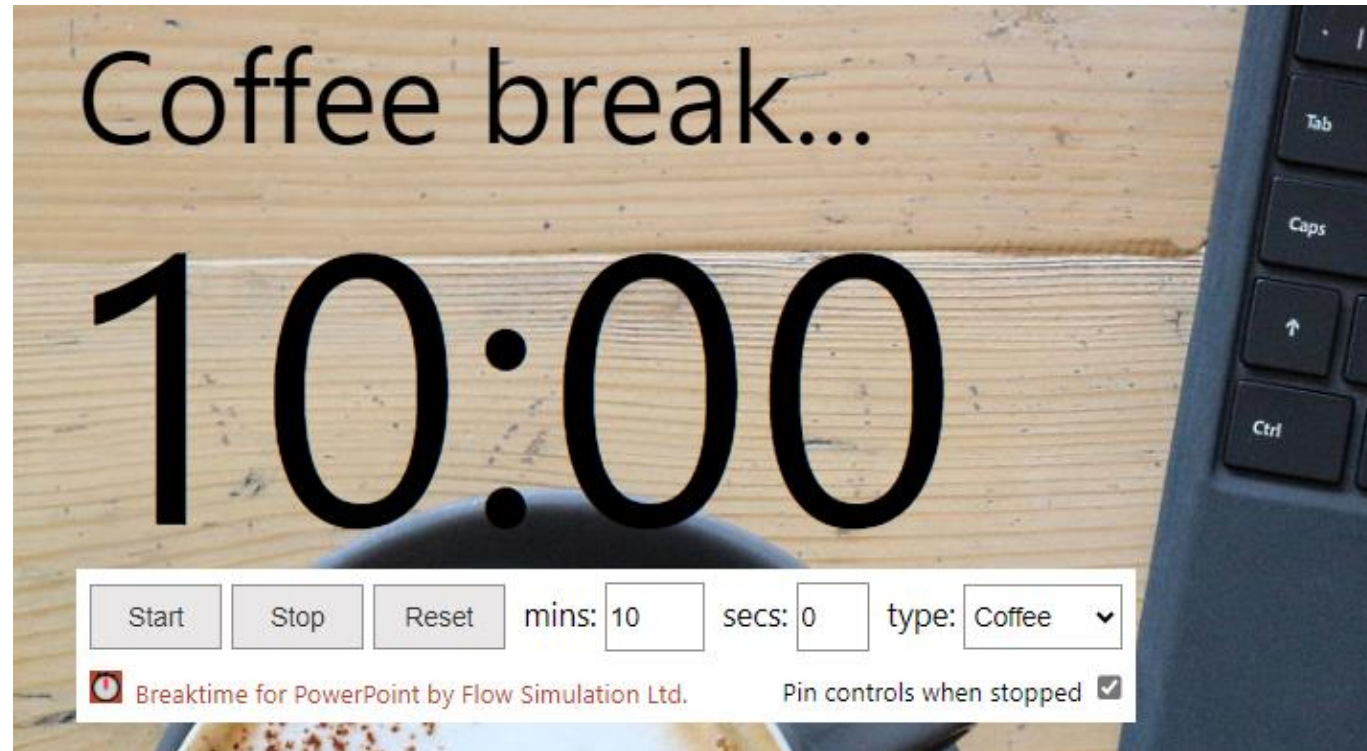 Coffee break...
Tab
Caps
↑
Ctrl
10:00
Start Stop Reset mins: 10 secs: 0 type: Coffee
Breaktime for PowerPoint by Flow Simulation Ltd. Pin controls when stopped